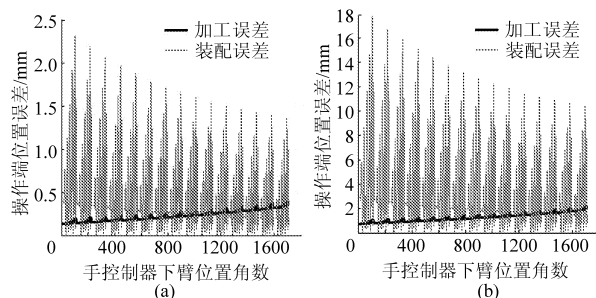 2.5
2.0
1.5
1.0
0.5
0
400
800
1200
1600
操作端位置误差/mm
加工误差
装配误差
手控制器下臂位置角数
(a)
18
16
14
12
10
8
6
4
2
0
400
800
1200
1600
操作端位置误差/mm
加工误差
装配误差
手控制器下臂位置角数
(b)